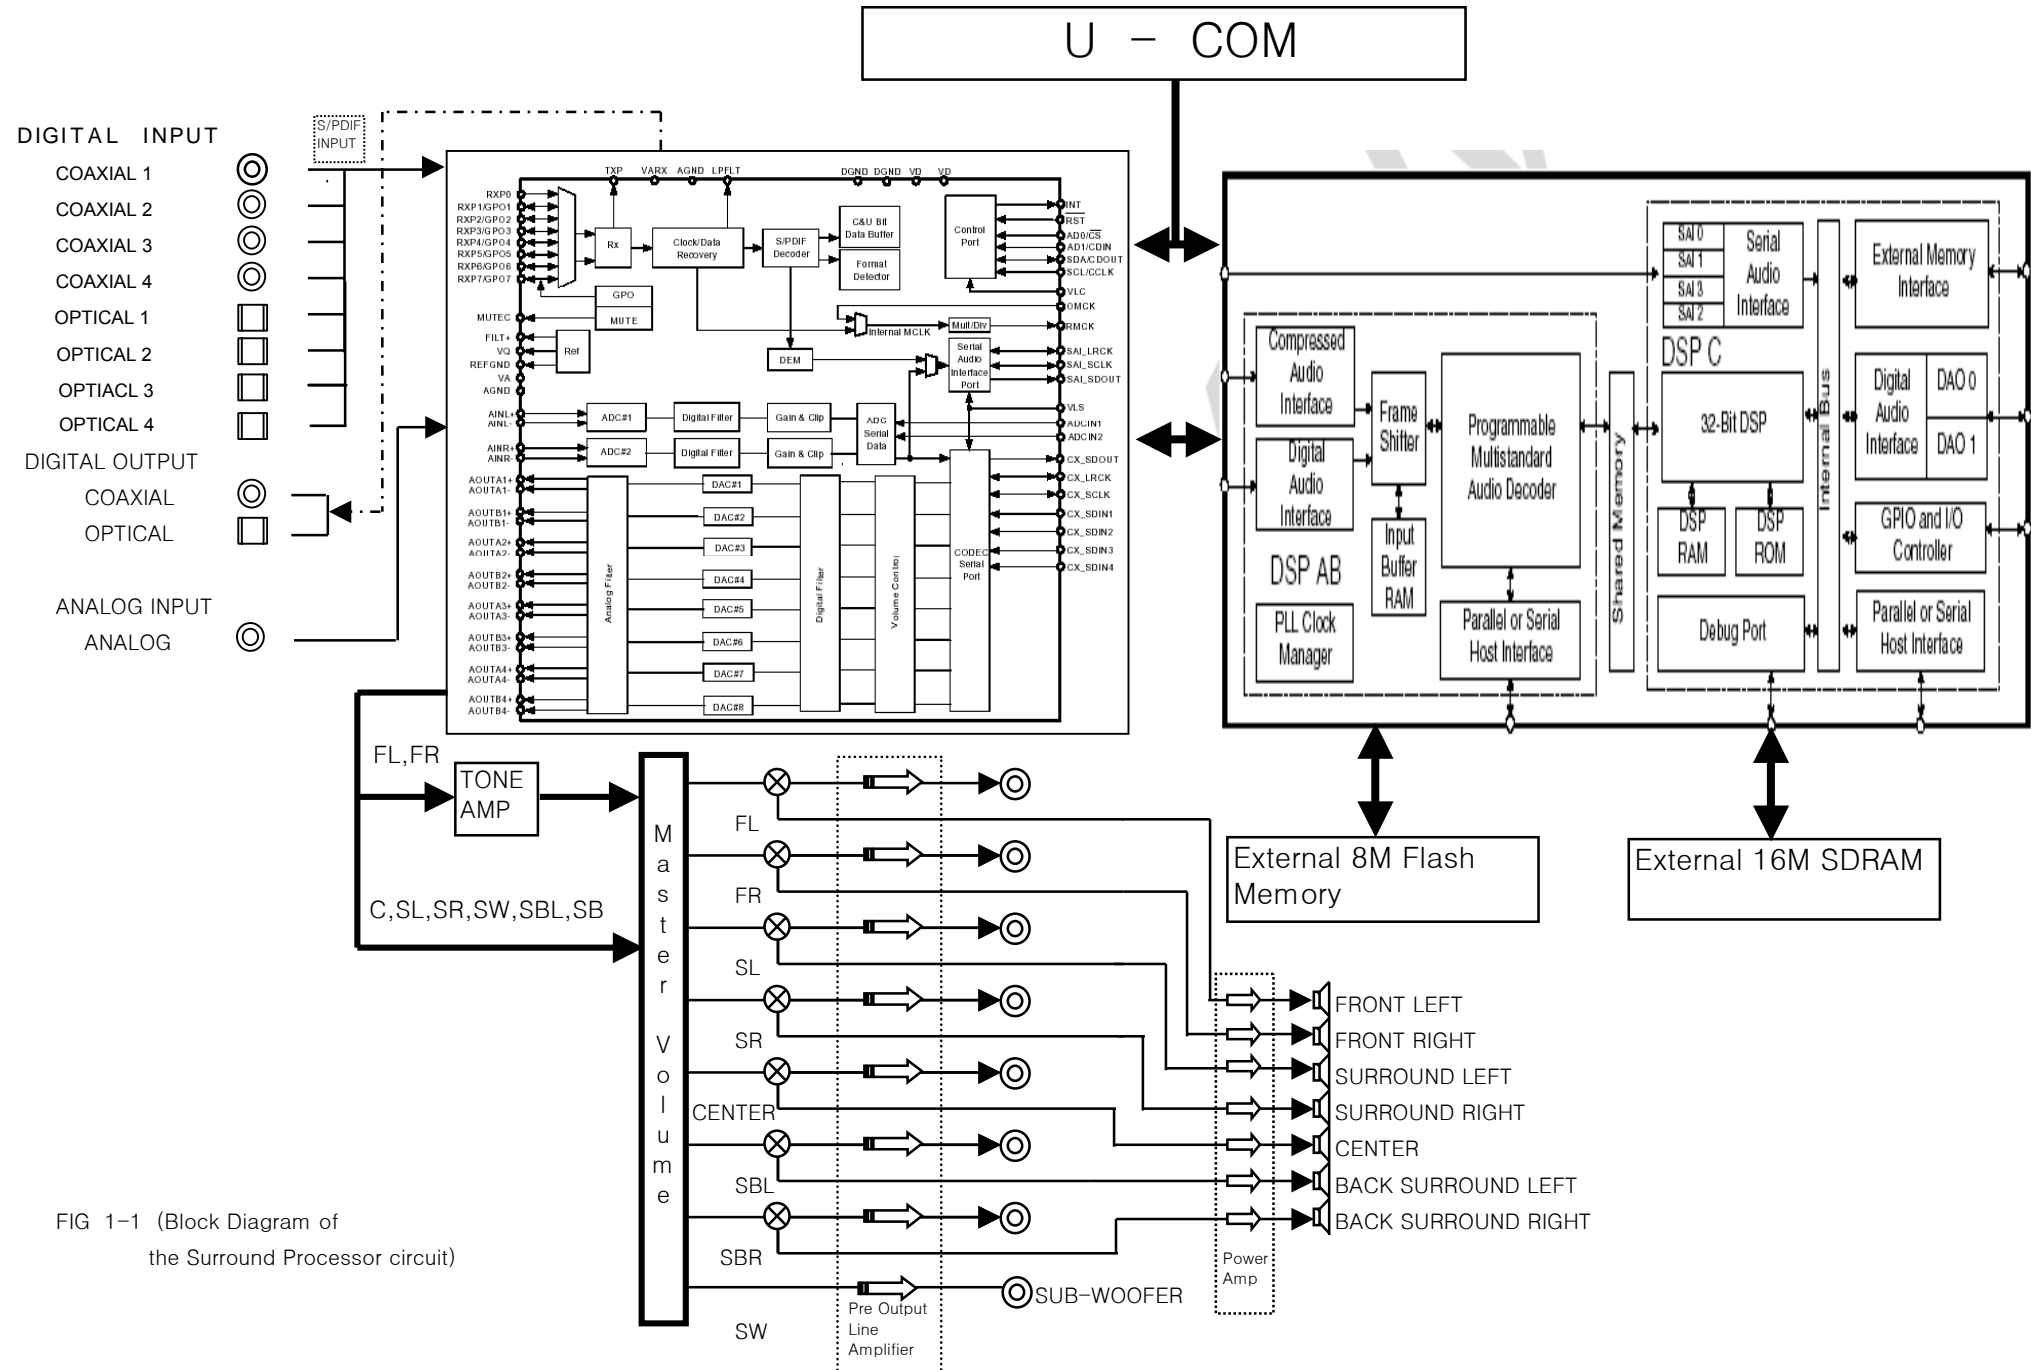 U - COM
DIGITAL INPUT
S/PDIF
INPUT
COAXIAL 1
COAXIAL 2
COAXIAL 3
COAXIAL 4
OPTICAL 1
OPTICAL 2
OPTIACL 3
OPTICAL 4
DIGITAL OUTPUT
COAXIAL
OPTICAL
ANALOG INPUT
ANALOG
TXP
VARX
AGND
LPFLT
DGND
DGND
VD
VD
RXP0
RXP1/GPO1
RXP2/GPO2
RXP3/GPO3
RXP4/GPO4
RXP5/GPO5
RXP6/GPO6
RXP7/GPO7
MUTEC
FILT+
VQ
REFGND
VA
AGND
AINL+
AINL-
AINR+
AINR-
AOUTA1+
AOUTA1-
AOUTB1+
AOUTB1-
AOUTA2+
AOUTA2-
AOUTB2+
AOUTB2-
AOUTA3+
AOUTA3-
AOUTB3+
AOUTB3-
AOUTA4+
AOUTA4-
AOUTB4+
AOUTB4-
Rx
Clock/Data
Recovery
S/PDIF
Decoder
C&U Bit
Data Buffer
Format
Detector
Control
Port
GPO
MUTE
Ref
Internal MCLK
Mult/Div
DEM
Serial
Audio
Interface
Port
ADC#1
Digital Filter
Gain & Clip
ADC
Serial
Data
ADC#2
Digital Filter
Gain & Clip
DAC#1
DAC#2
DAC#3
DAC#4
DAC#5
DAC#6
DAC#7
DAC#8
Analog Filter
Digital Filter
Volume Control
CODEC
Serial
Port
INT
RST
AD0/CS
AD1/CDIN
SDA/CDOUT
SCL/CCLK
VLC
OMCK
RMCK
SAI_LRCK
SAI_SCLK
SAI_SDOUT
VLS
ADCIN1
ADCIN2
CX_SDOUT
CX_LRCK
CX_SCLK
CX_SDIN1
CX_SDIN2
CX_SDIN3
CX_SDIN4
Compressed
Audio
Interface
Digital
Audio
Interface
DSP AB
PLL Clock
Manager
Frame
Shifter
Input
Buffer
RAM
Programmable
Multistandard
Audio Decoder
Parallel or Serial
Host Interface
Shared Memory
SAI 0
SAI 1
SAI 3
SAI 2
Serial
Audio
Interface
DSP C
32-Bit DSP
DSP
RAM
DSP
ROM
Debug Port
Internal Bus
External Memory
Interface
Digital
Audio
Interface
DAO 0
DAO 1
GPIO and I/O
Controller
Parallel or Serial
Host Interface
External 8M Flash
Memory
External 16M SDRAM
FL,FR
TONE
AMP
C,SL,SR,SW,SBL,SB
Master Volume
FL
FR
SL
SR
CENTER
SBL
SBR
SW
Pre Output
Line
Amplifier
SUB-WOOFER
Power
Amp
FRONT LEFT
FRONT RIGHT
SURROUND LEFT
SURROUND RIGHT
CENTER
BACK SURROUND LEFT
BACK SURROUND RIGHT
FIG 1-1 (Block Diagram of
the Surround Processor circuit)